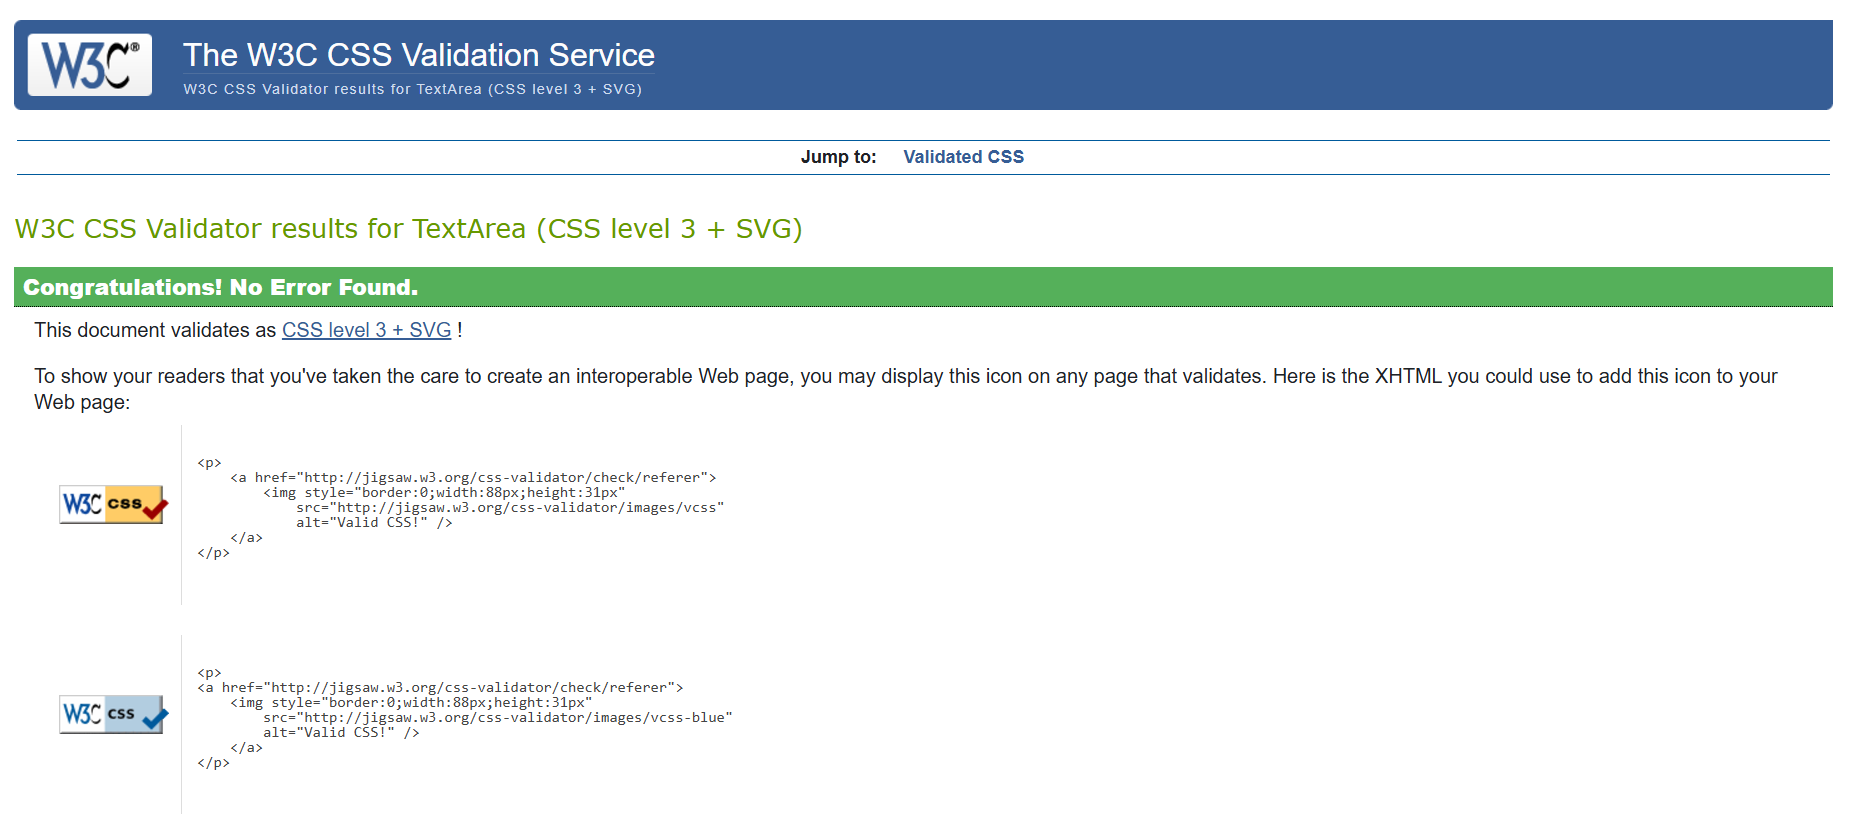 W3C®
The W3C CSS Validation Service
W3C CSS Validator results for TextArea (CSS level 3 + SVG)
Jump to: Validated CSS
W3C CSS Validator results for TextArea (CSS level 3 + SVG)
Congratulations! No Error Found.
This document validates as CSS level 3 + SVG !
To show your readers that you've taken the care to create an interoperable Web page, you may display this icon on any page that validates. Here is the XHTML you could use to add this icon to your
Web page:
W3C css
<p>
    <a href="http://jigsaw.w3.org/css-validator/check/referer">
        <img style="border:0;width:88px;height:31px"
            src="http://jigsaw.w3.org/css-validator/images/vcss"
            alt="Valid CSS!" />
    </a>
</p>
W3C css
<p>
<a href="http://jigsaw.w3.org/css-validator/check/referer">
    <img style="border:0;width:88px;height:31px"
        src="http://jigsaw.w3.org/css-validator/images/vcss-blue"
        alt="Valid CSS!" />
    </a>
</p>